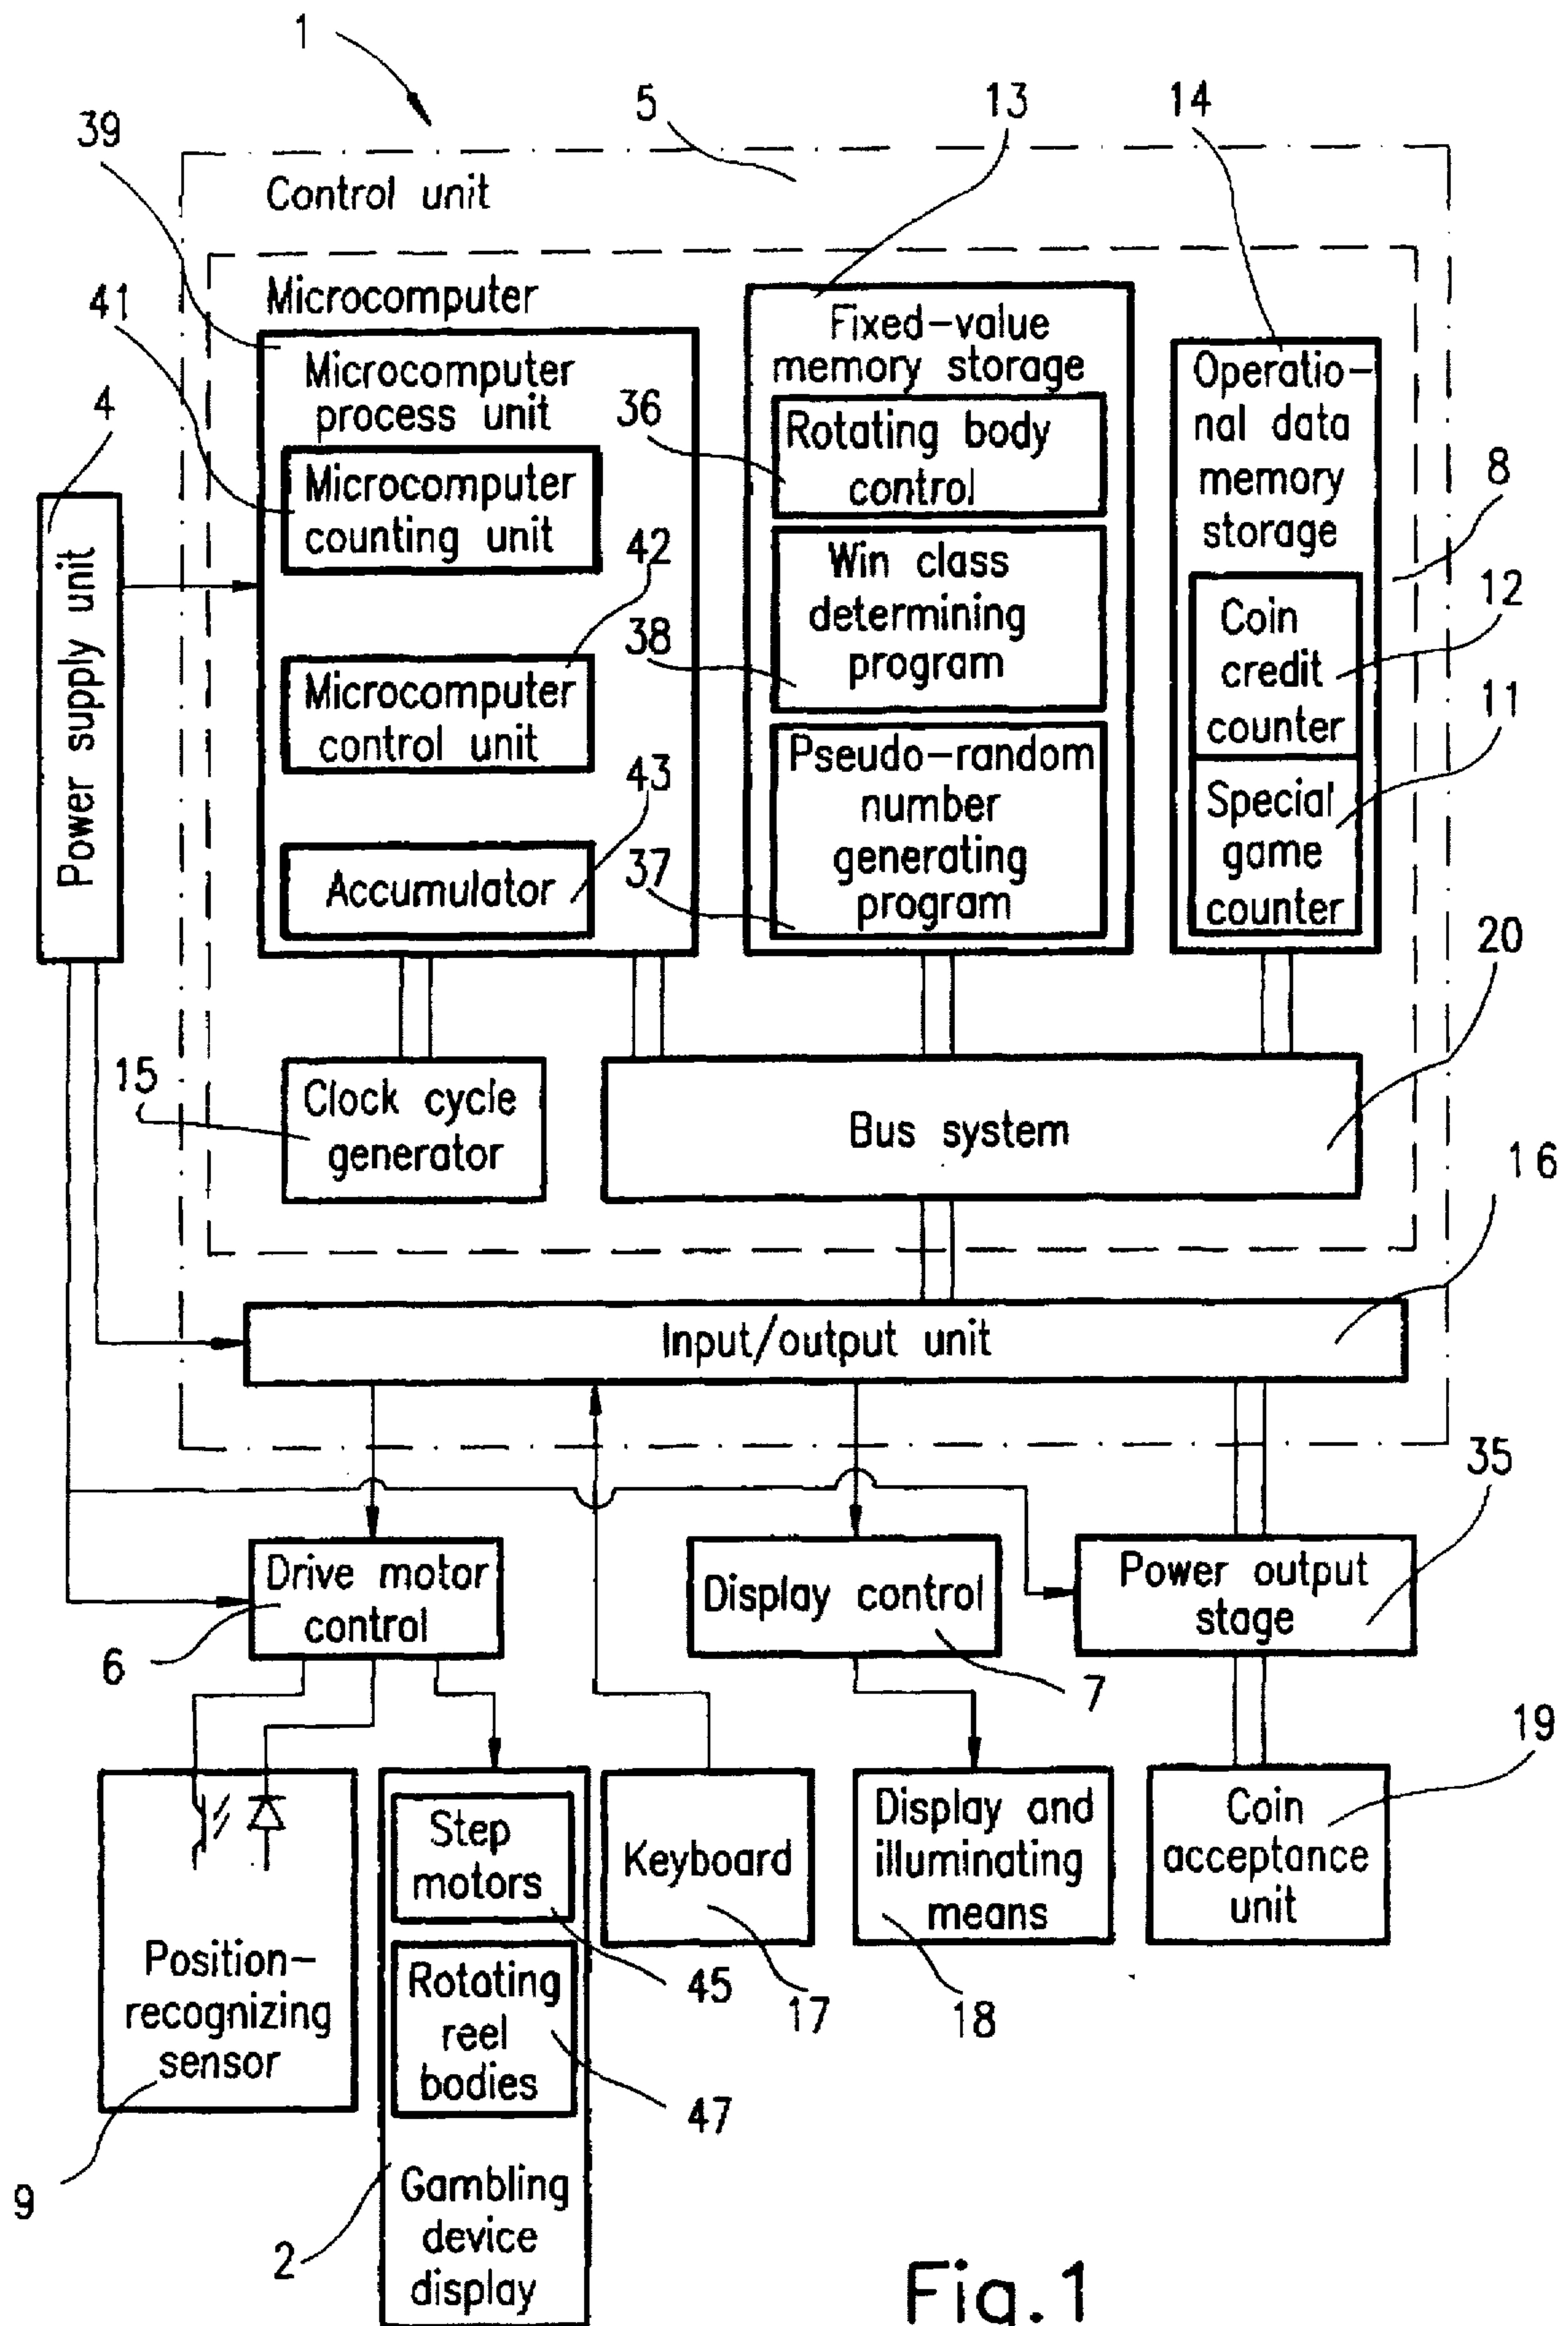 1
5
13
14
39
Control unit
41
Microcomputer
4
Microcomputer
process unit
Microcomputer
counting unit
42
Microcomputer
control unit
43
Accumulator
Fixed-value
memory storage
36
Rotating body
control
Win class
determining
program
38
Pseudo-random
number
generating
program
37
Operatio-
nal data
memory
storage
8
12
Coin
credit
counter
11
Special
game
counter
20
Power supply unit
15
Clock cycle
generator
Bus system
16
Input/output unit
35
Drive motor
control
6
Display control
7
Power output
stage
19
Position-
recognizing
sensor
9
Step
motors
45
Rotating
reel
bodies
47
Gambling
device
display
2
Keyboard
17
Display and
illuminating
means
18
Coin
acceptance
unit
Fig.1